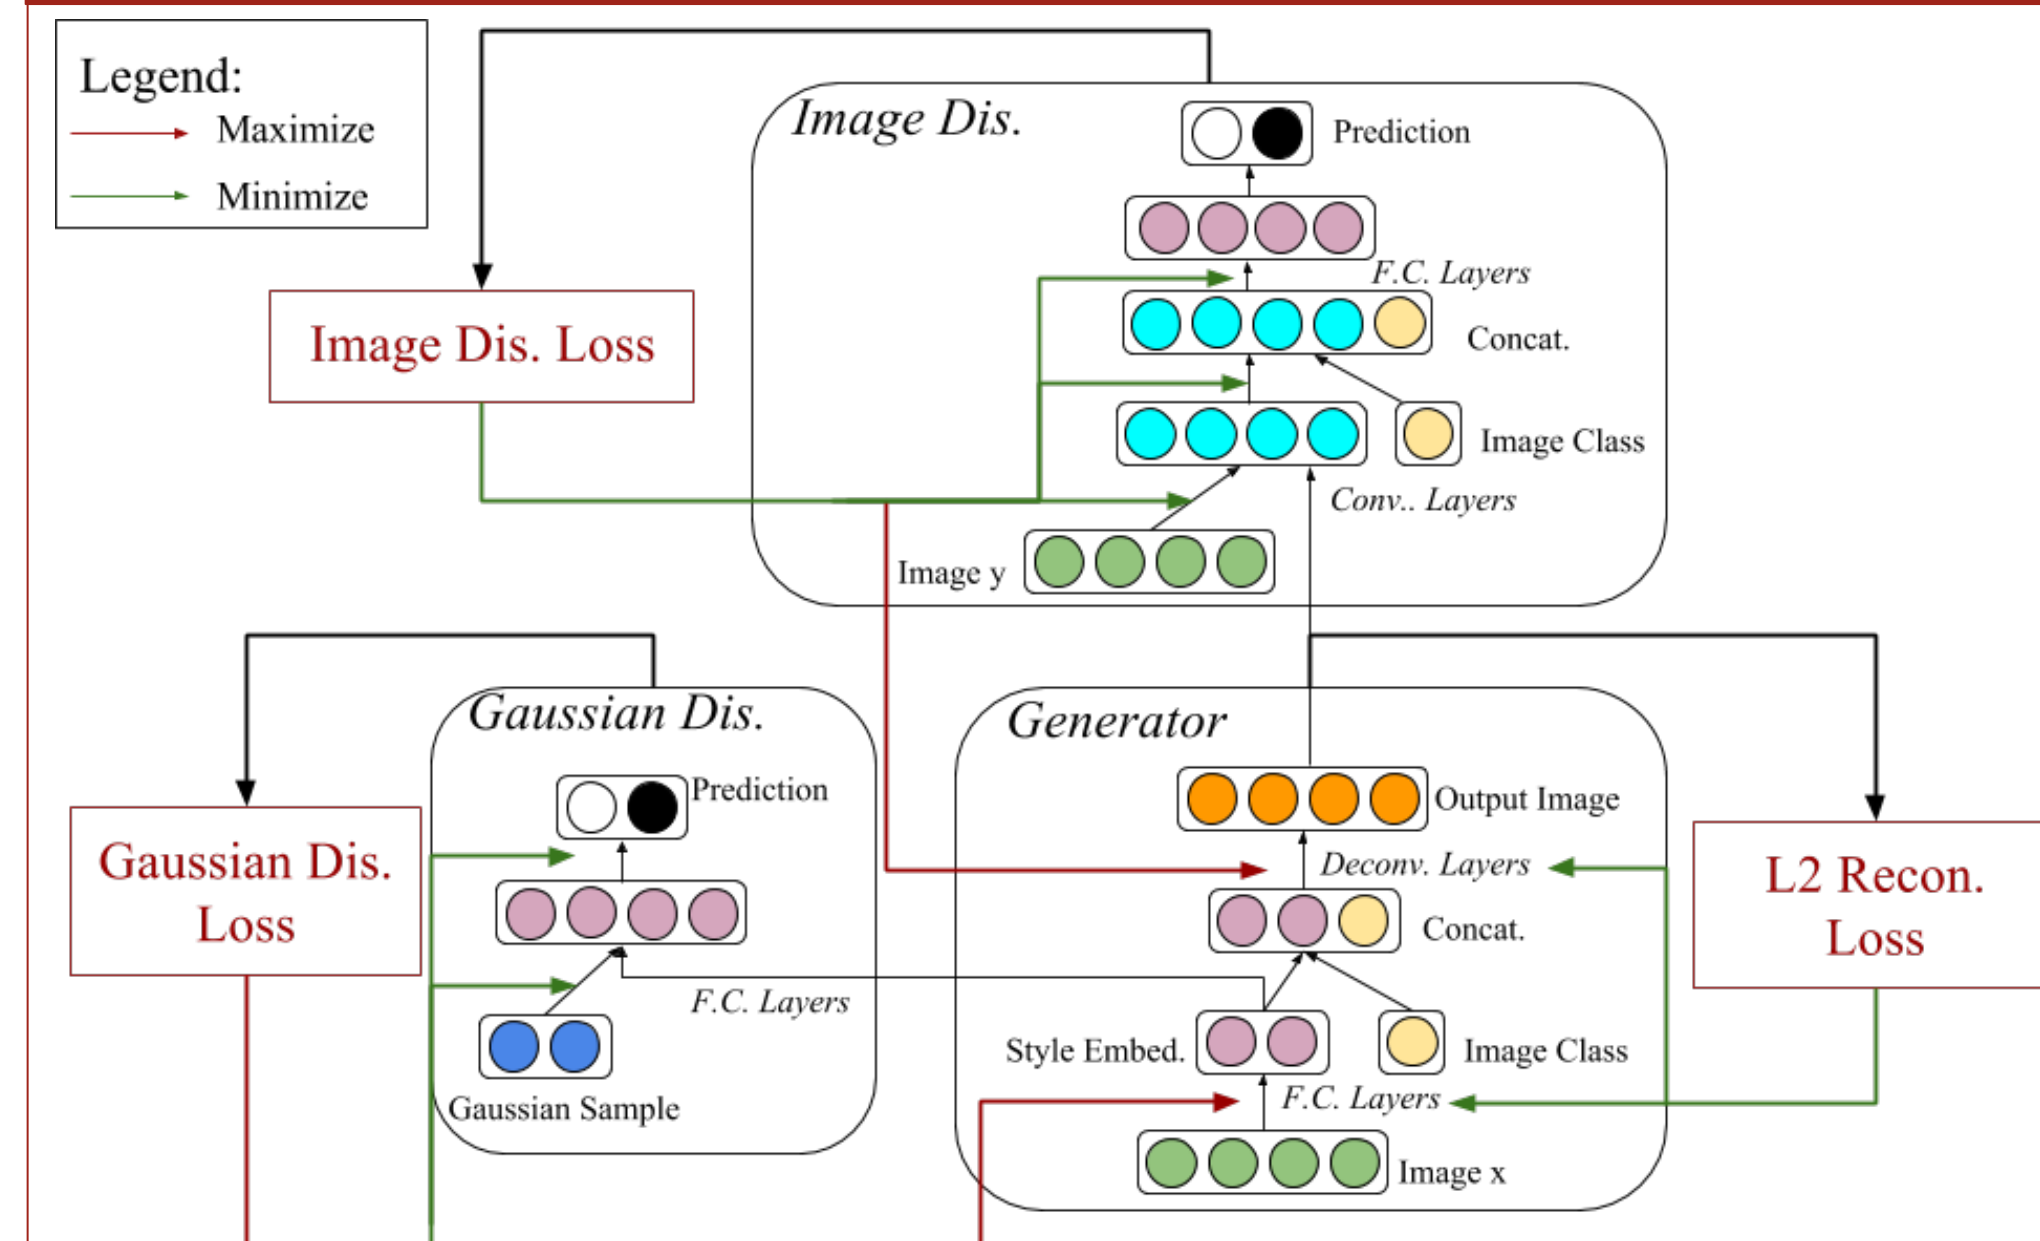 Legend:
Maximize
Minimize
Image Dis.
Prediction
F.C. Layers
Concat.
Image Class
Conv.. Layers
Image y
Image Dis. Loss
Gaussian Dis.
Prediction
F.C. Layers
Gaussian Sample
Gaussian Dis.
Loss
Generator
Output Image
Deconv. Layers
Concat.
Style Embed.
Image Class
F.C. Layers
Image x
L2 Recon.
Loss